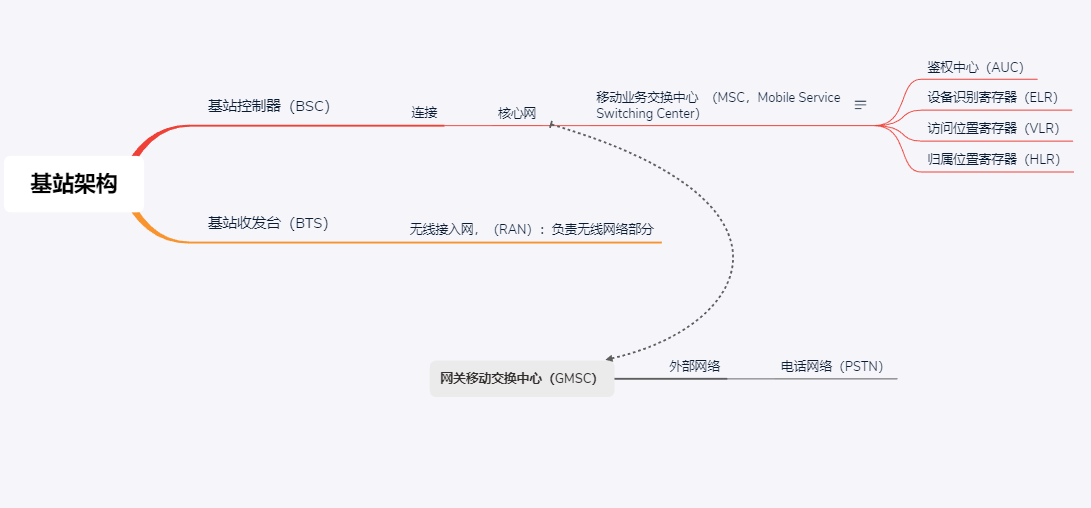 基站架构
基站控制器（BSC）
连接
核心网
移动业务交换中心 （MSC，Mobile Service
Switching Center）
鉴权中心（AUC）
设备识别寄存器（ELR）
访问位置寄存器（VLR）
归属位置寄存器（HLR）
基站收发台（BTS）
无线接入网，（RAN）：负责无线网络部分
网关移动交换中心（GMSC）
外部网络
电话网络（PSTN）